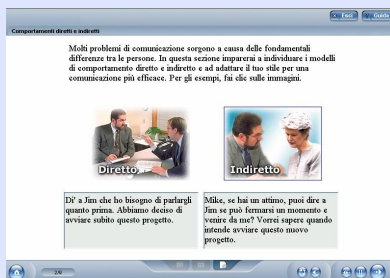 Esci
Guida
Comportamenti diretti e indiretti
Molti problemi di comunicazione sorgono a causa delle fondamentali
differenze tra le persone. In questa sezione imparerai a individuare i modelli
di comportamento diretto e indiretto e ad adattare il tuo stile per una
comunicazione più efficace. Per gli esempi, fai clic sulle immagini.
Diretto
Indiretto
Di' a Jim che ho bisogno di parlargli
quanto prima. Abbiamo deciso di
avviare subito questo progetto.
Mike, se hai un attimo, puoi dire a
Jim se può fermarsi un momento e
venire da me? Vorrei sapere quando
intende avviare questo nuovo
progetto.